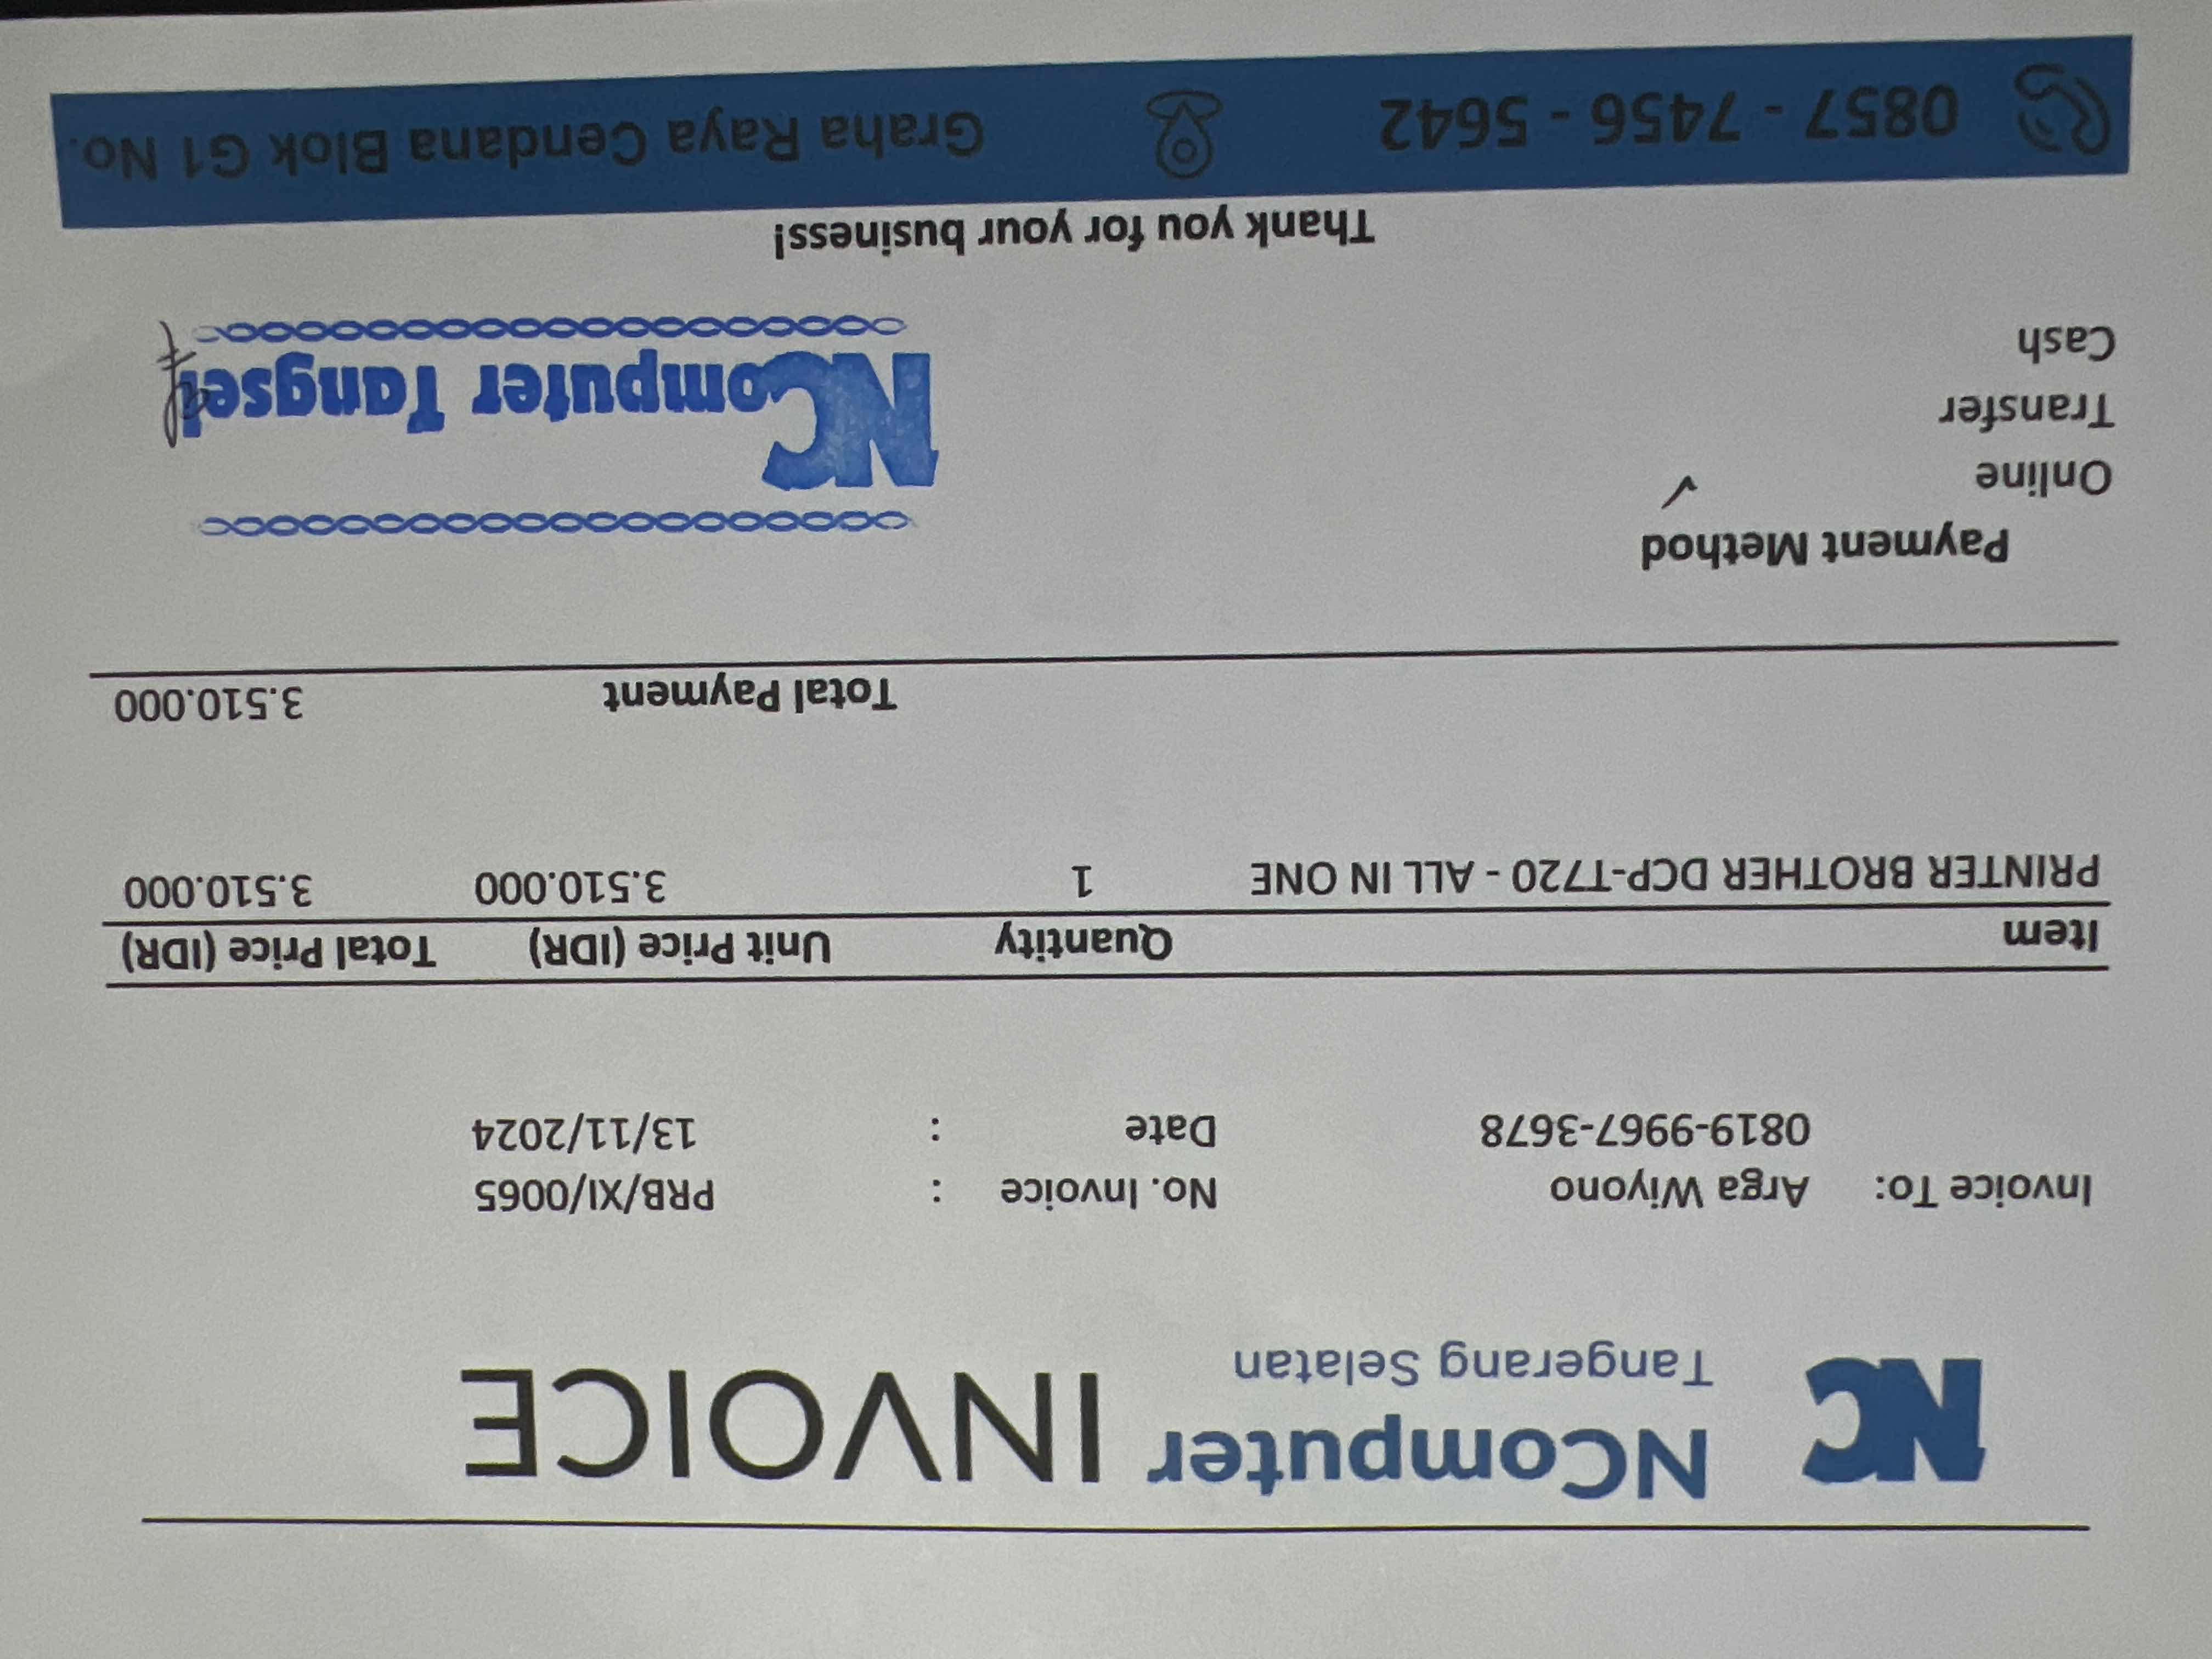 NC NComputer INVOICE
Tangerang Selatan
Invoice To: Arga Wiyono No. Invoice : PRB/XI/0065
0819-9967-3678 Date : 13/11/2024
Item Quantity Unit Price (IDR) Total Price (IDR)
PRINTER BROTHER DCP-T720 - ALL IN ONE 1 3.510.000 3.510.000
Total Payment 3.510.000
Payment Method
Online ✓
Transfer
Cash
NComputer Tangsel
Thank you for your business!
0857 - 7456 - 5642 Graha Raya Cendana Blok G1 No.